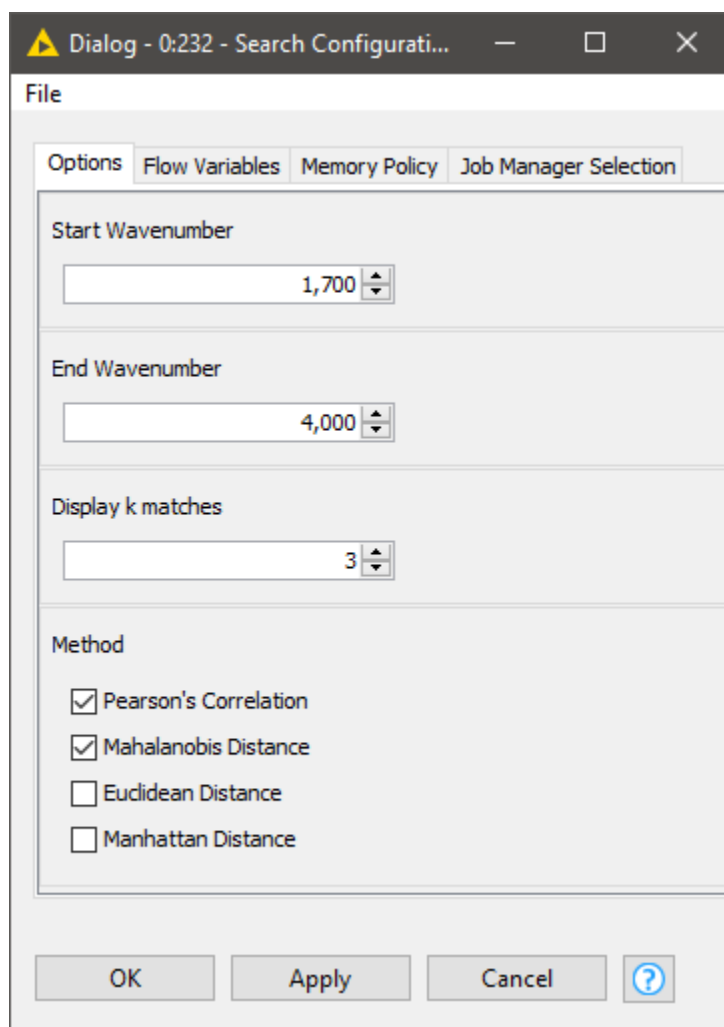 Dialog - 0:232 - Search Configurati...
File
Options Flow Variables Memory Policy Job Manager Selection
Start Wavenumber
1,700
End Wavenumber
4,000
Display k matches
3
Method
Pearson's Correlation
Mahalanobis Distance
Euclidean Distance
Manhattan Distance
OK Apply Cancel ?